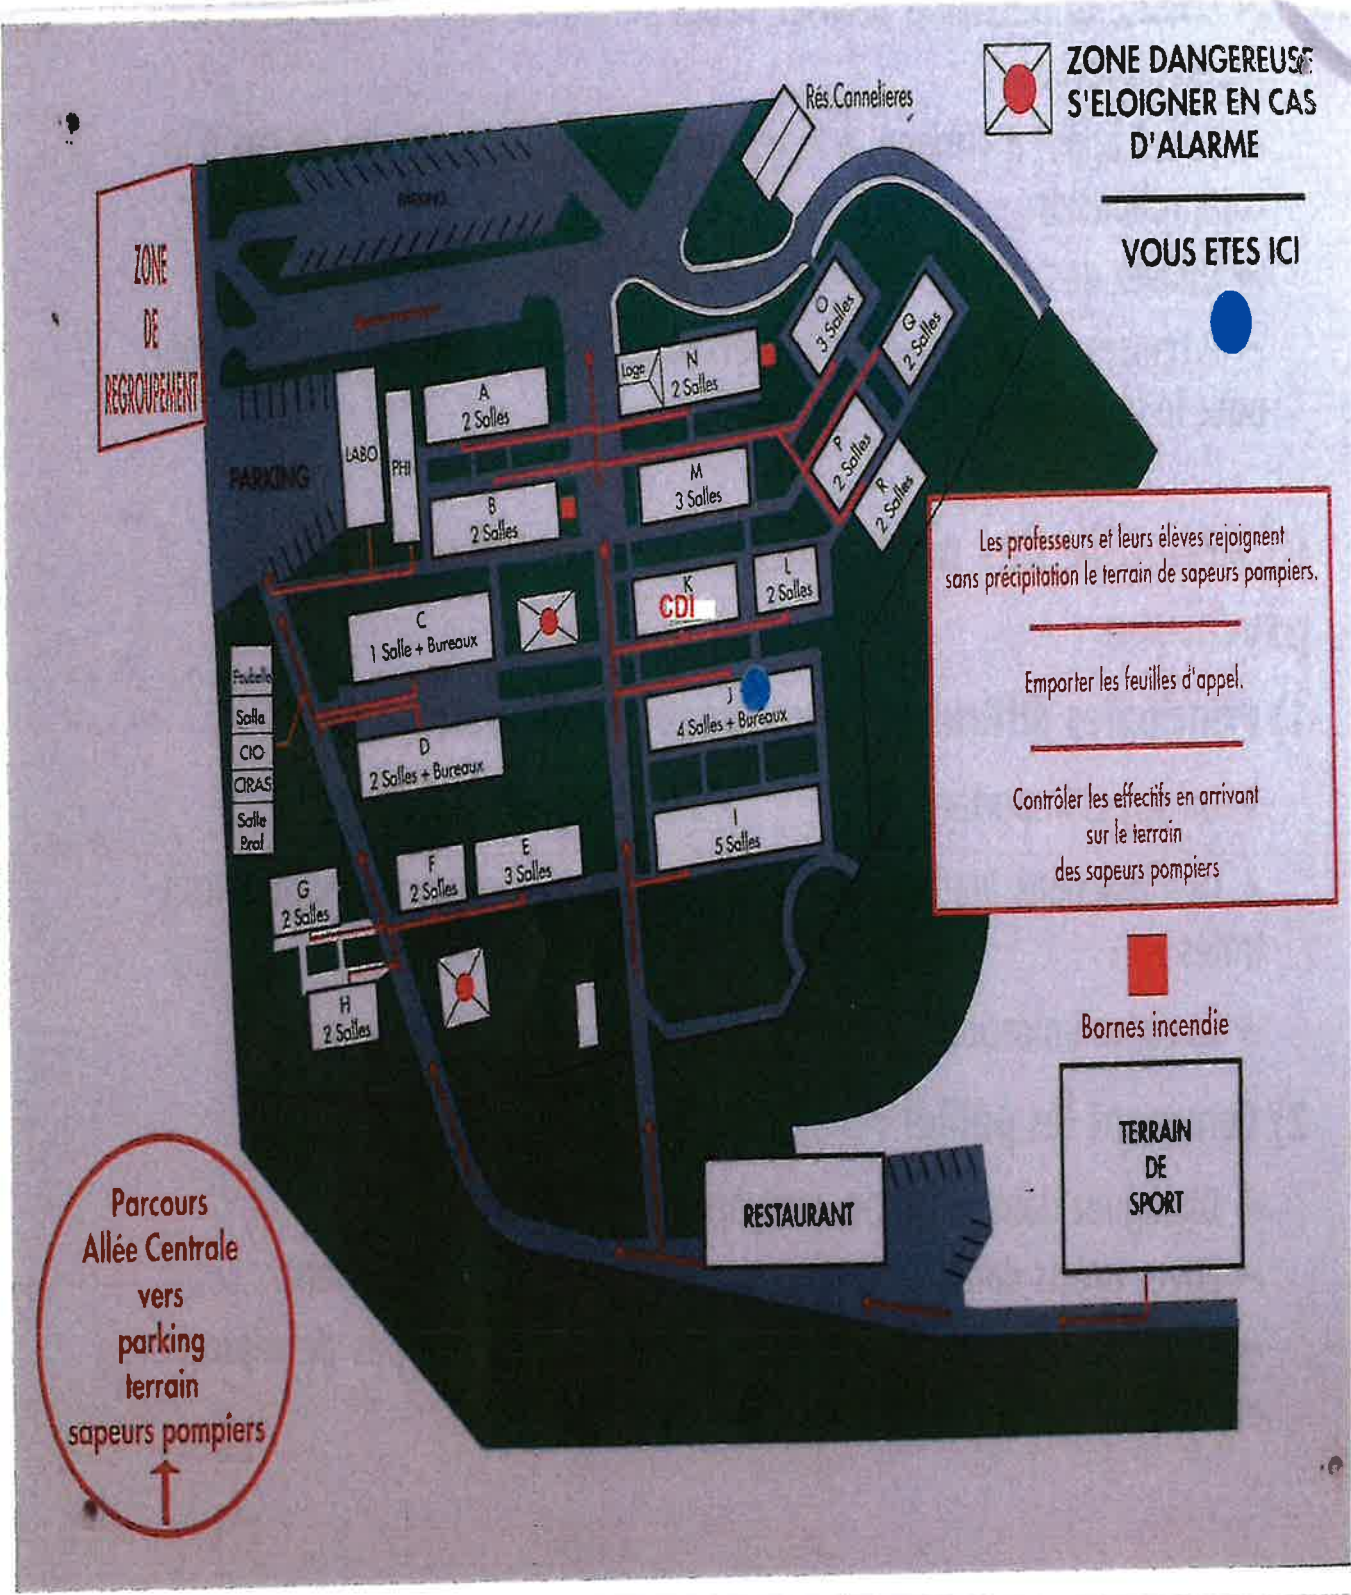 ZONE DANGEREUSE
S'ELOIGNER EN CAS
D'ALARME
VOUS ETES ICI
Rés.Cannelieres
PARKING
ZONE
DE
REGROUPEMENT
PARKING
LABO
PHI
A
2 Salles
B
2 Salles
Loge
N
2 Salles
O
3 Salles
Q
2 Salles
P
2 Salles
R
2 Salles
M
3 Salles
K
CDI
L
2 Salles
C
1 Salle + Bureaux
J
4 Salles + Bureaux
D
2 Salles + Bureaux
Poubelle
Salla
CIO
CIRAS
Salle
Prof
I
5 Salles
E
3 Salles
F
2 Salles
G
2 Salles
H
2 Salles
Les professeurs et leurs élèves rejoignent
sans précipitation le terrain de sapeurs pompiers.
Emporter les feuilles d'appel.
Contrôler les effectifs en arrivant
sur le terrain
des sapeurs pompiers
Bornes incendie
TERRAIN
DE
SPORT
RESTAURANT
Parcours
Allée Centrale
vers
parking
terrain
sapeurs pompiers